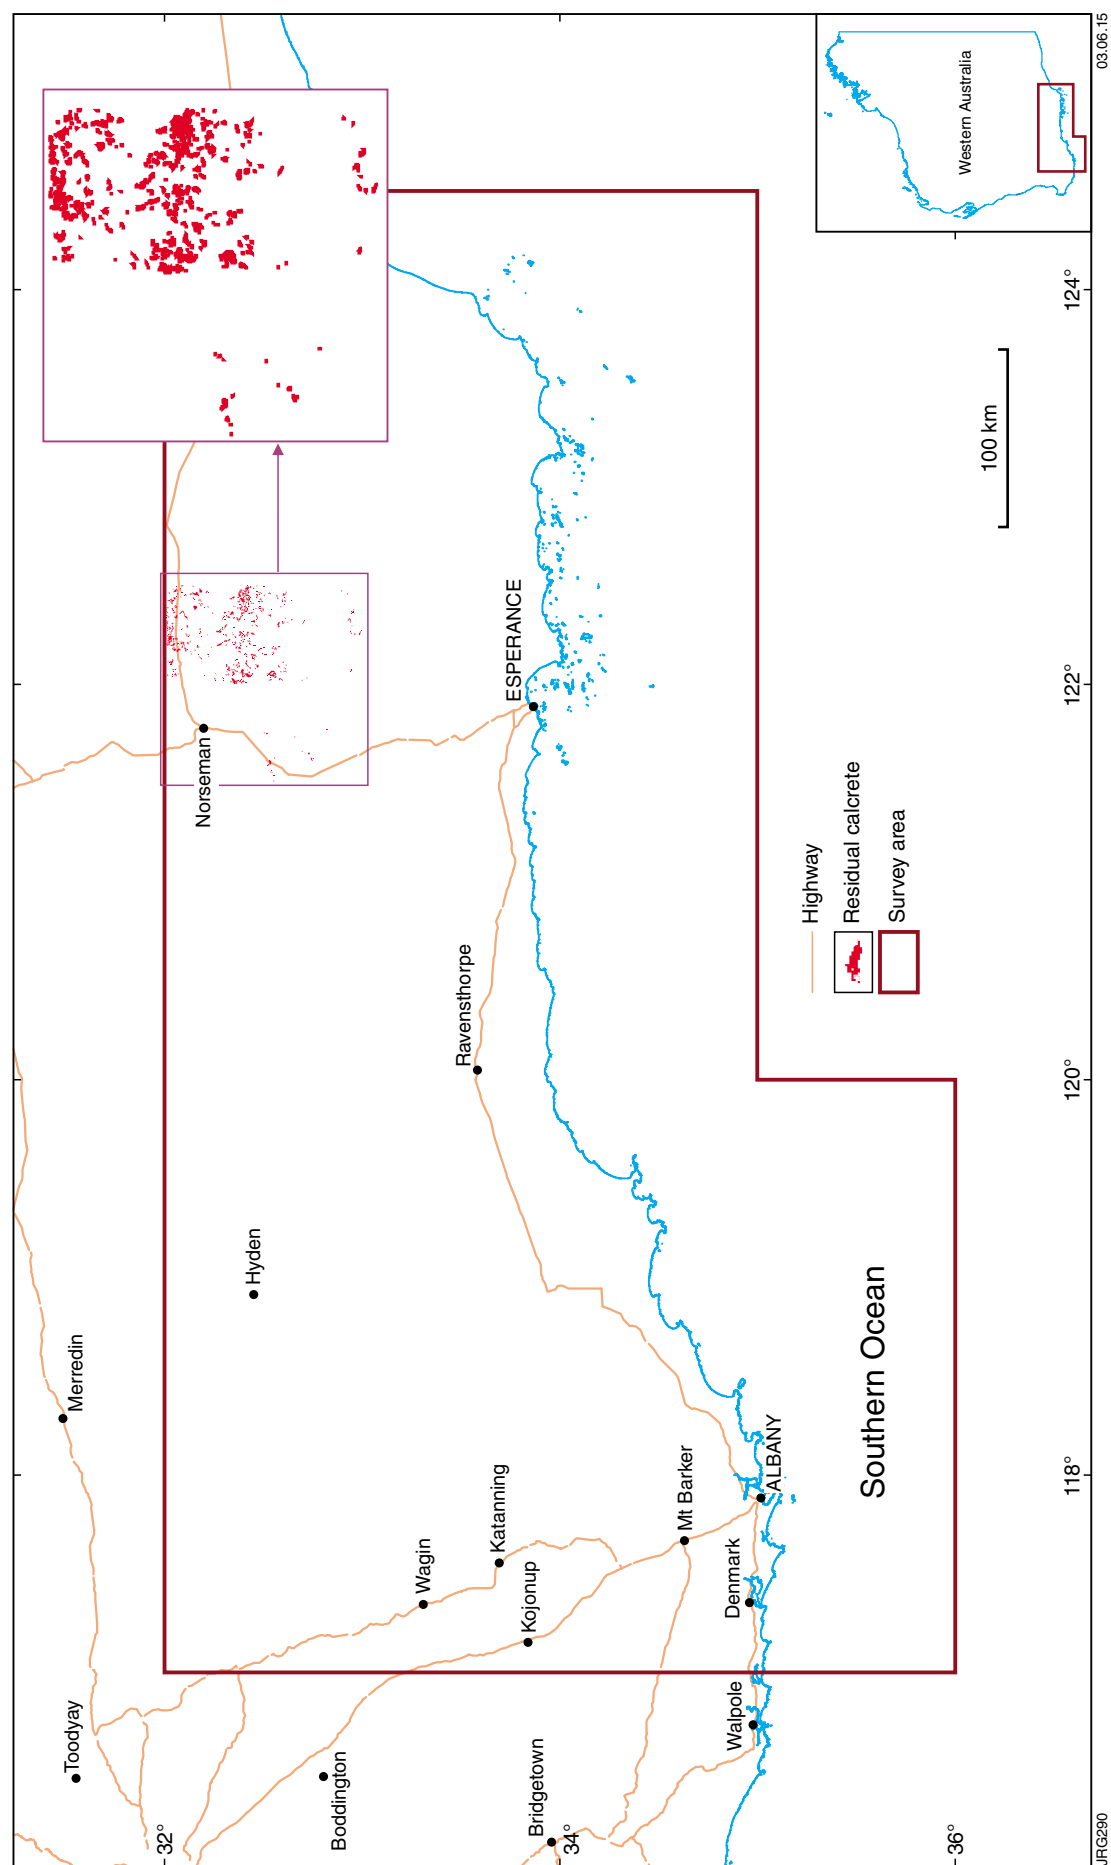 Toodyay
Merredin
Hyden
Norseman
Boddington
Wagin
Katanning
Kojonup
Bridgetown
Ravensthorpe
ESPERANCE
Mt Barker
Denmark
Walpole
ALBANY
Southern Ocean
Highway
Residual calcrete
Survey area
100 km
Western Australia
32°
34°
36°
118°
120°
122°
124°
JRG290
03.06.15